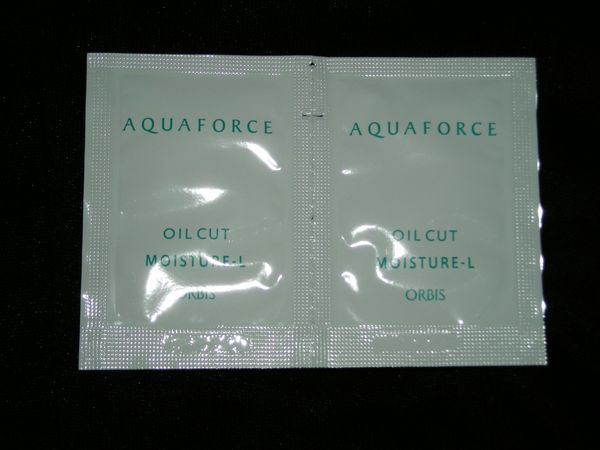 AQUAFORCE
OIL CUT
MOISTURE-L
ORBIS
AQUAFORCE
OIL CUT
MOISTURE-L
ORBIS